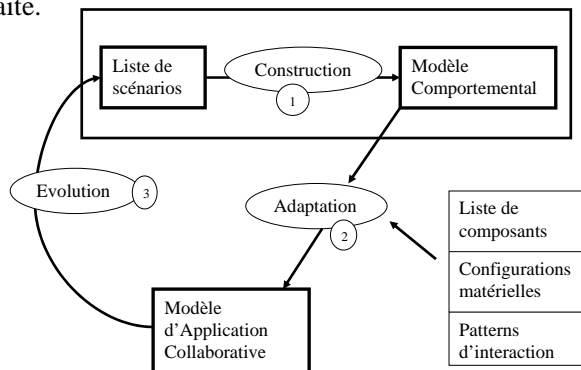 aité.
Liste de
scénarios
Construction
1
Modèle
Comportemental
Evolution
3
Adaptation
2
Liste de
composants
Configurations
matérielles
Patterns
d'interaction
Modèle
d'Application
Collaborative